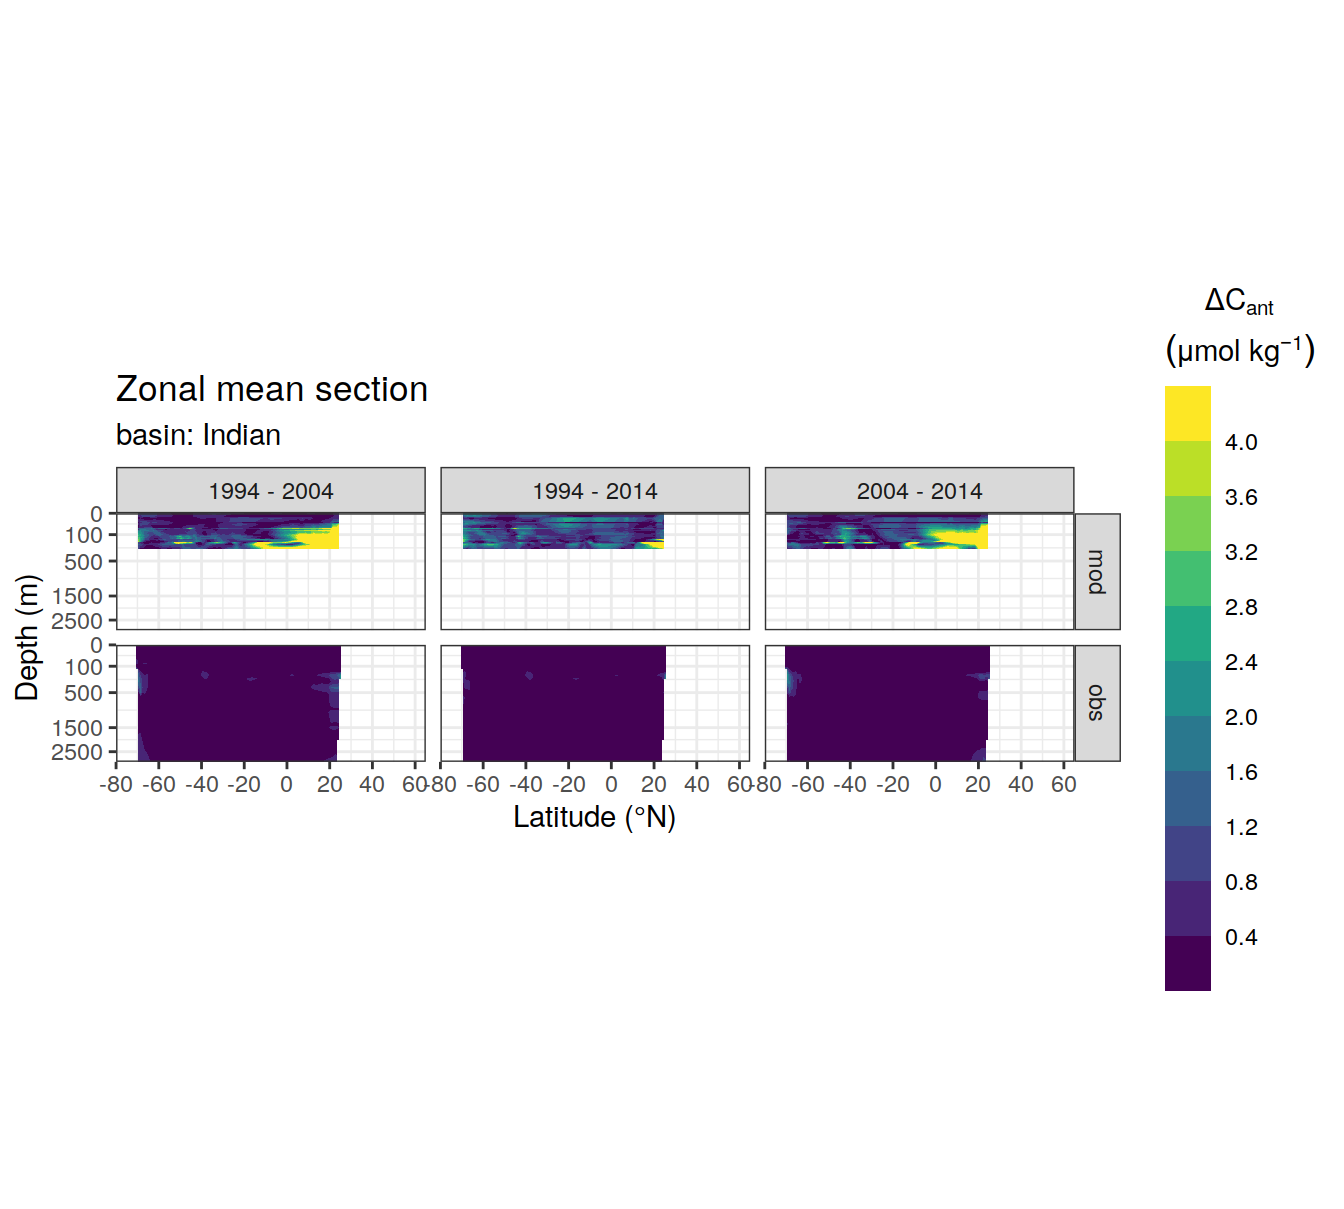 Zonal mean section
basin: Indian
1994 - 2004
1994 - 2014
2004 - 2014
0
100
500
1500
2500
mod
0
100
500
1500
2500
obs
Depth (m)
-80 -60 -40 -20 0 20 40 60
-80 -60 -40 -20 0 20 40 60
-80 -60 -40 -20 0 20 40 60
Latitude (°N)
ΔCant
(μmol kg⁻¹)
4.0
3.6
3.2
2.8
2.4
2.0
1.6
1.2
0.8
0.4